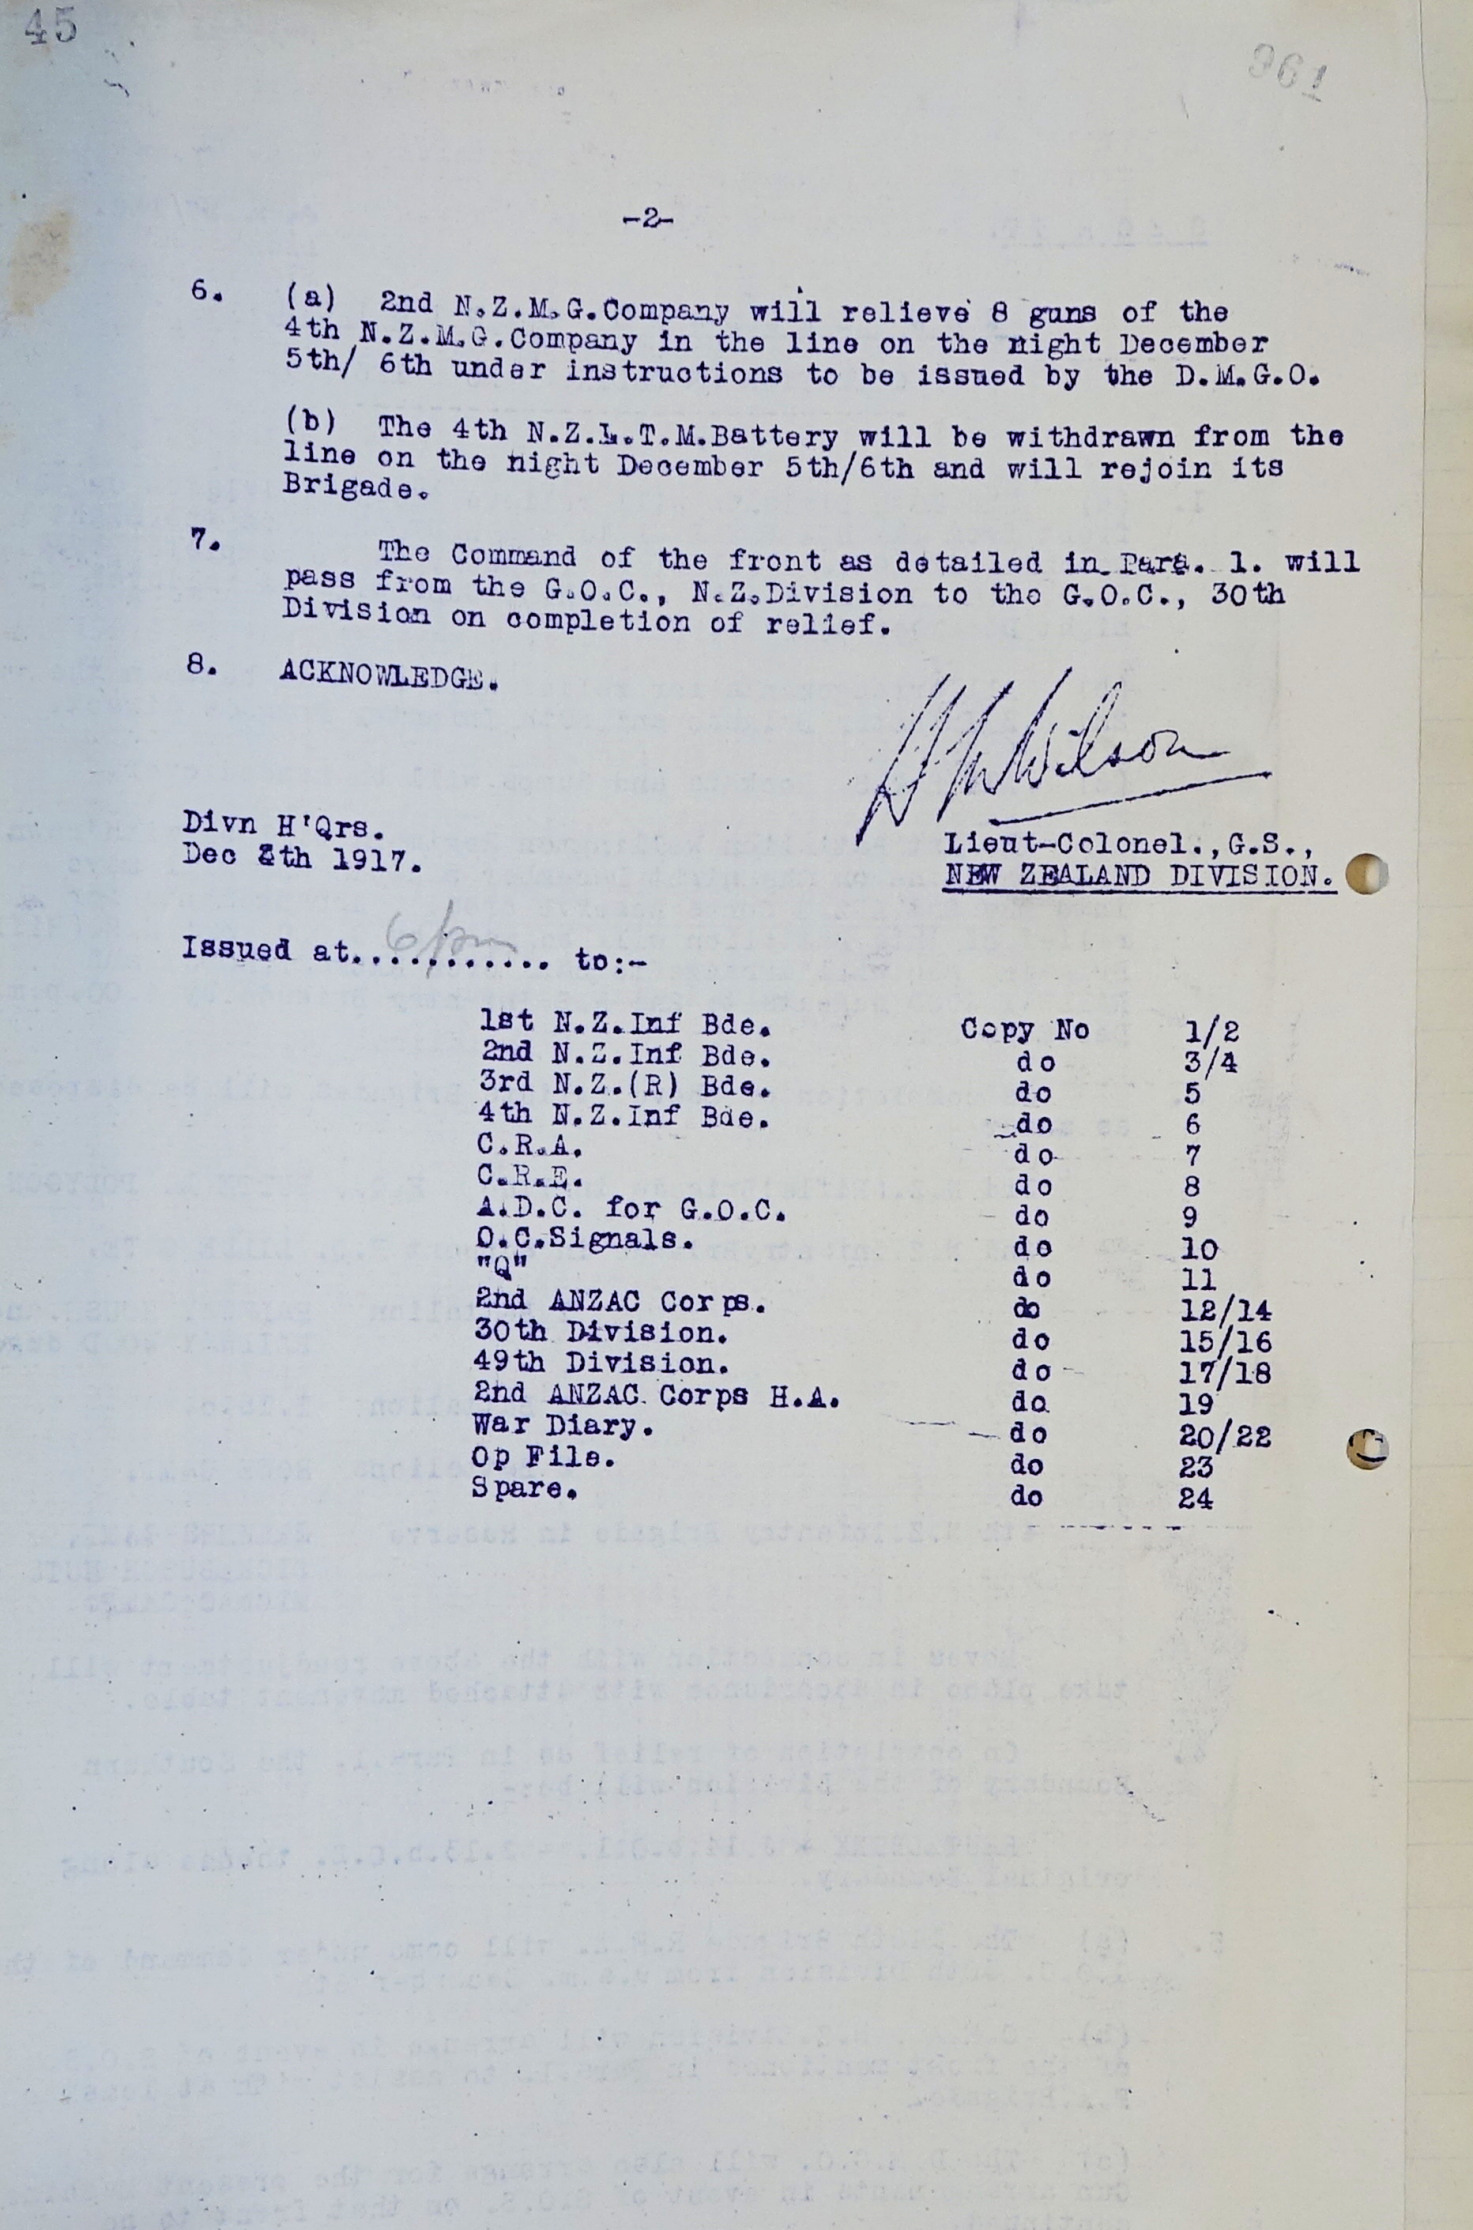 45
961
-2-
6. (a) 2nd N.Z.M.G.Company will relieve 8 guns of the
4th N.Z.M.G.Company in the line on the night December
5th/ 6th under instructions to be issued by the D.M.G.O.
(b) The 4th N.Z.L.T.M.Battery will be withdrawn from the
line on the night December 5th/6th and will rejoin its
Brigade.
7. The Command of the front as detailed in Para. 1. will
pass from the G.O.C., N.Z.Division to the G.O.C., 30th
Division on completion of relief.
8. ACKNOWLEDGE.
Wilson
Divn H'Qrs.
Dec th 1917.
Lieut-Colonel.,G.S.,
NEW ZEALAND DIVISION.
Issued at...6pm... to:-
1st N.Z.Inf Bde. Copy No 1/2
2nd N.Z.Inf Bde. do 3/4
3rd N.Z.(R) Bde. do 5
4th N.Z.Inf Bde. do 6
C.R.A. do 7
C.R.E. do 8
A.D.C. for G.O.C. do 9
O.C.Signals. do 10
"Q" do 11
2nd ANZAC Corps. do 12/14
30th Division. do 15/16
49th Division. do 17/18
2nd ANZAC Corps H.A. do 19
War Diary. do 20/22
Op File. do 23
Spare. do 24